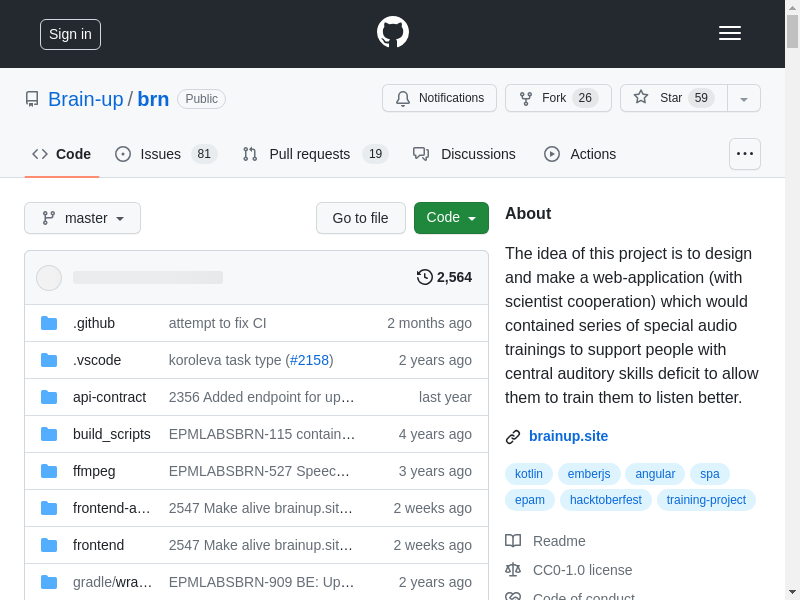 Sign in
Brain-up / brn Public
Notifications
Fork 26
Star 59
Code
Issues 81
Pull requests 19
Discussions
Actions
master
Go to file
Code
2,564
.github attempt to fix CI 2 months ago
.vscode koroleva task type (#2158) 2 years ago
api-contract 2356 Added endpoint for up… last year
build_scripts EPMLABSBRN-115 contain… 4 years ago
ffmpeg EPMLABSBRN-527 Speec… 3 years ago
frontend-a… 2547 Make alive brainup.sit… 2 weeks ago
frontend 2547 Make alive brainup.sit… 2 weeks ago
gradle/wra… EPMLABSBRN-909 BE: Up… 2 years ago
About
The idea of this project is to design
and make a web-application (with
scientist cooperation) which would
contained series of special audio
trainings to support people with
central auditory skills deficit to allow
them to train them to listen better.
brainup.site
kotlin emberjs angular spa
epam hacktoberfest training-project
Readme
CC0-1.0 license
Code of conduct